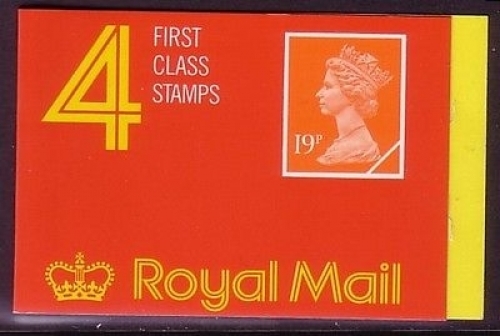 4
FIRST
CLASS
STAMPS
19P
Royal Mail